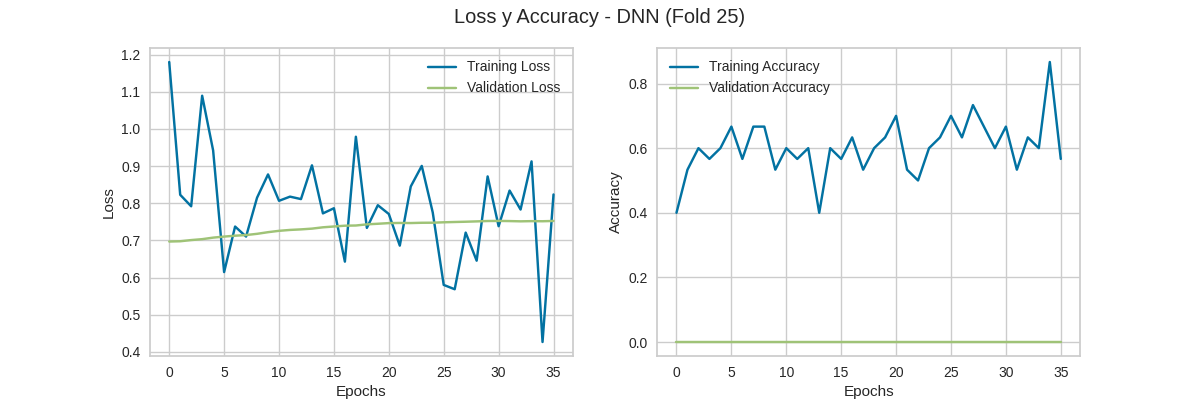 Loss y Accuracy - DNN (Fold 25)
1.2
1.1
1.0
0.9
0.8
0.7
0.6
0.5
0.4
Loss
Training Loss
Validation Loss
0 5 10 15 20 25 30 35
Epochs
0.8
0.6
0.4
0.2
0.0
Accuracy
Training Accuracy
Validation Accuracy
0 5 10 15 20 25 30 35
Epochs